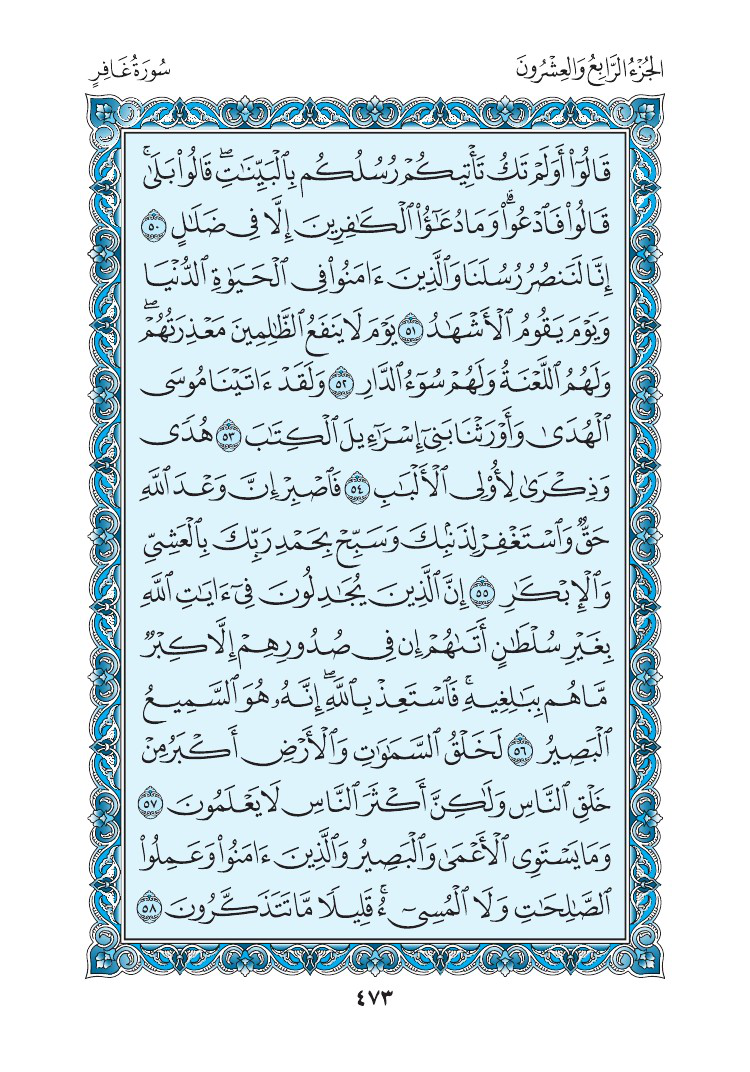 الجُزْءُ الرَّابِعُ وَالعِشْرُونَ
سُورَةُ غَافِرٍ
قَالُوٓاْ أَوَلَمْ تَكُ تَأْتِيكُمْ رُسُلُكُم بِٱلْبَيِّنَٰتِۖ قَالُواْ بَلَىٰۚ
قَالُواْ فَٱدْعُواْۗ وَمَا دُعَٰٓؤُاْ ٱلْكَٰفِرِينَ إِلَّا فِى ضَلَٰلٍ ٥٠
إِنَّا لَنَنصُرُ رُسُلَنَا وَٱلَّذِينَ ءَامَنُواْ فِى ٱلْحَيَوٰةِ ٱلدُّنْيَا
وَيَوْمَ يَقُومُ ٱلْأَشْهَٰدُ ٥١ يَوْمَ لَا يَنفَعُ ٱلظَّٰلِمِينَ مَعْذِرَتُهُمْۖ
وَلَهُمُ ٱللَّعْنَةُ وَلَهُمْ سُوٓءُ ٱلدَّارِ ٥٢ وَلَقَدْ ءَاتَيْنَا مُوسَى
ٱلْهُدَىٰ وَأَوْرَثْنَا بَنِىٓ إِسْرَٰٓءِيلَ ٱلْكِتَٰبَ ٥٣ هُدًى
وَذِكْرَىٰ لِأُوْلِى ٱلْأَلْبَٰبِ ٥٤ فَٱصْبِرْ إِنَّ وَعْدَ ٱللَّهِ
حَقٌّ وَٱسْتَغْفِرْ لِذَنۢبِكَ وَسَبِّحْ بِحَمْدِ رَبِّكَ بِٱلْعَشِىِّ
وَٱلْإِبْكَٰرِ ٥٥ إِنَّ ٱلَّذِينَ يُجَٰدِلُونَ فِىٓ ءَايَٰتِ ٱللَّهِ
بِغَيْرِ سُلْطَٰنٍ أَتَىٰهُمْ إِن فِى صُدُورِهِمْ إِلَّا كِبْرٌ
مَّا هُم بِبَٰلِغِيهِۚ فَٱسْتَعِذْ بِٱللَّهِۖ إِنَّهُۥ هُوَ ٱلسَّمِيعُ
ٱلْبَصِيرُ ٥٦ لَخَلْقُ ٱلسَّمَٰوَٰتِ وَٱلْأَرْضِ أَكْبَرُ مِنْ
خَلْقِ ٱلنَّاسِ وَلَٰكِنَّ أَكْثَرَ ٱلنَّاسِ لَا يَعْلَمُونَ ٥٧
وَمَا يَسْتَوِى ٱلْأَعْمَىٰ وَٱلْبَصِيرُ وَٱلَّذِينَ ءَامَنُواْ وَعَمِلُواْ
ٱلصَّٰلِحَٰتِ وَلَا ٱلْمُسِىٓءُۚ قَلِيلًا مَّا تَتَذَكَّرُونَ ٥٨
٤٧٣